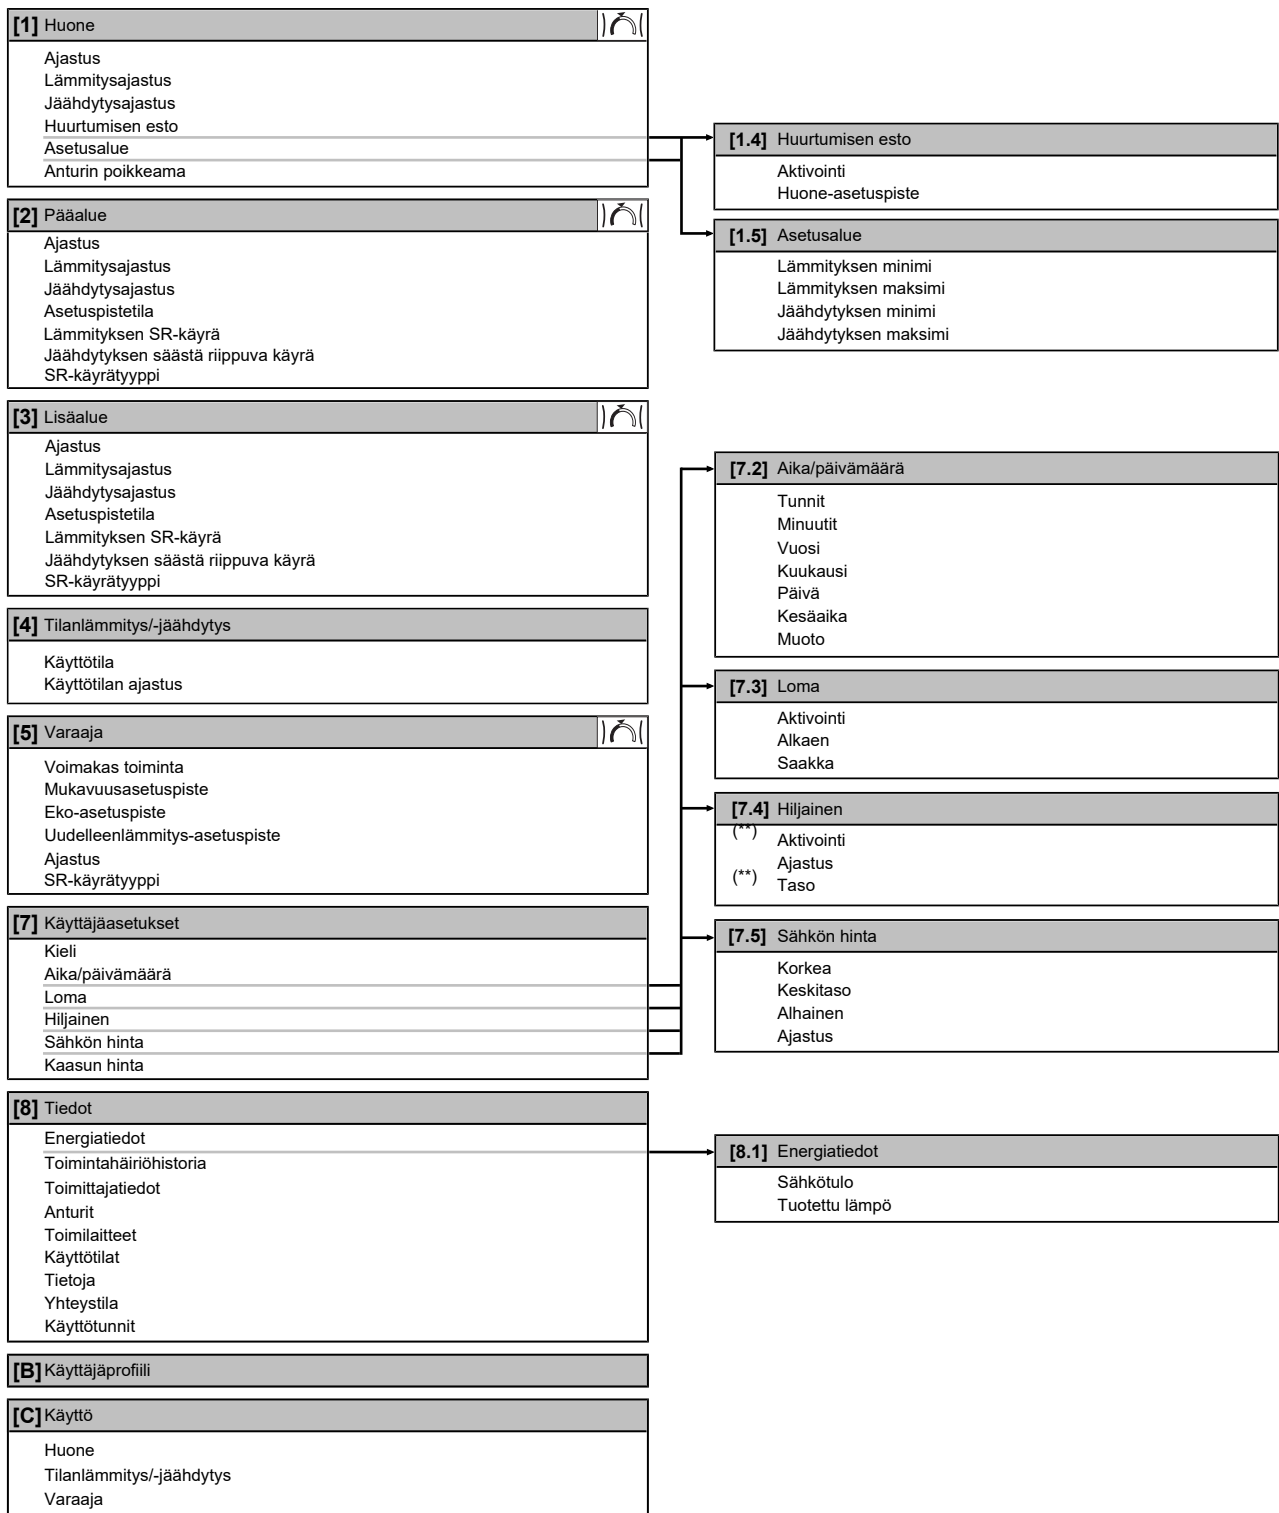 [1] Huone
Ajastus
Lämmitysajastus
Jäähdytysajastus
Huurtumisen esto
Asetusalue
Anturin poikkeama
[1.4] Huurtumisen esto
Aktivointi
Huone-asetuspiste
[1.5] Asetusalue
Lämmityksen minimi
Lämmityksen maksimi
Jäähdytyksen minimi
Jäähdytyksen maksimi
[2] Pääalue
Ajastus
Lämmitysajastus
Jäähdytysajastus
Asetuspistetila
Lämmityksen SR-käyrä
Jäähdytyksen säästä riippuva käyrä
SR-käyrätyyppi
[3] Lisäalue
Ajastus
Lämmitysajastus
Jäähdytysajastus
Asetuspistetila
Lämmityksen SR-käyrä
Jäähdytyksen säästä riippuva käyrä
SR-käyrätyyppi
[4] Tilanlämmitys/-jäähdytys
Käyttötila
Käyttötilan ajastus
[5] Varaaja
Voimakas toiminta
Mukavuusasetuspiste
Eko-asetuspiste
Uudelleenlämmitys-asetuspiste
Ajastus
SR-käyrätyyppi
[7] Käyttäjäasetukset
Kieli
Aika/päivämäärä
Loma
Hiljainen
Sähkön hinta
Kaasun hinta
[7.2] Aika/päivämäärä
Tunnit
Minuutit
Vuosi
Kuukausi
Päivä
Kesäaika
Muoto
[7.3] Loma
Aktivointi
Alkaen
Saakka
[7.4] Hiljainen
(**) Aktivointi
Ajastus
(**) Taso
[7.5] Sähkön hinta
Korkea
Keskitaso
Alhainen
Ajastus
[8] Tiedot
Energiatiedot
Toimintahäiriöhistoria
Toimittajatiedot
Anturit
Toimilaitteet
Käyttötilat
Tietoja
Yhteystila
Käyttötunnit
[8.1] Energiatiedot
Sähkötulo
Tuotettu lämpö
[B] Käyttäjäprofiili
[C] Käyttö
Huone
Tilanlämmitys/-jäähdytys
Varaaja